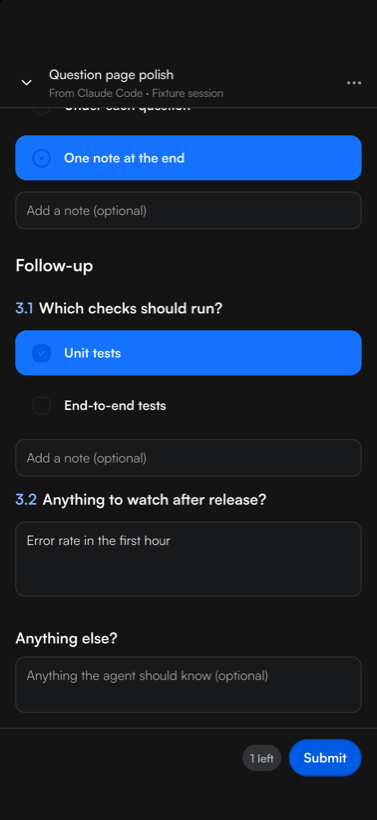 Question page polish
From Claude Code • Fixture session
Under each question
One note at the end
Add a note (optional)
Follow-up
3.1 Which checks should run?
Unit tests
End-to-end tests
Add a note (optional)
3.2 Anything to watch after release?
Error rate in the first hour
Anything else?
Anything the agent should know (optional)
1 left
Submit